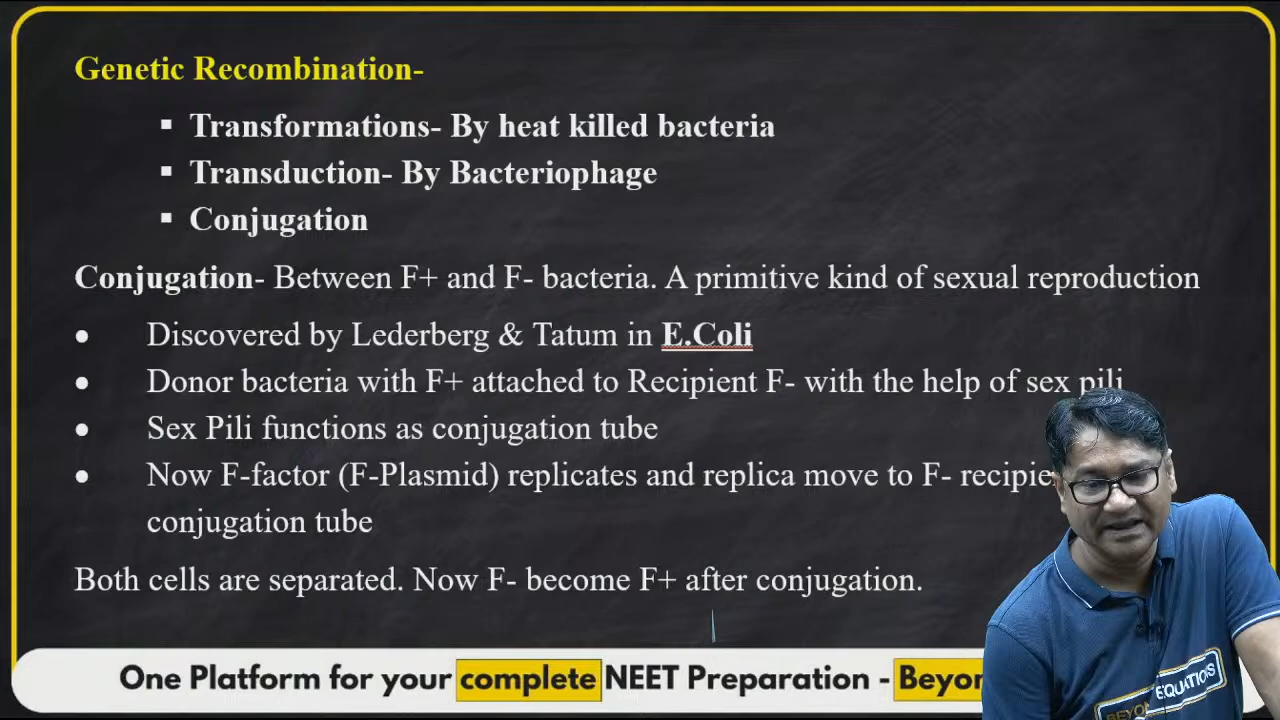 Genetic Recombination-
▪ Transformations- By heat killed bacteria
▪ Transduction- By Bacteriophage
▪ Conjugation
Conjugation- Between F+ and F- bacteria. A primitive kind of sexual reproduction
● Discovered by Lederberg & Tatum in E.Coli
● Donor bacteria with F+ attached to Recipient F- with the help of sex pili
● Sex Pili functions as conjugation tube
● Now F-factor (F-Plasmid) replicates and replica move to F-
conjugation tube
Both cells are separated. Now F- become F+ after conjugation.
One Platform for your complete NEET Preparation -
EQUATIONS